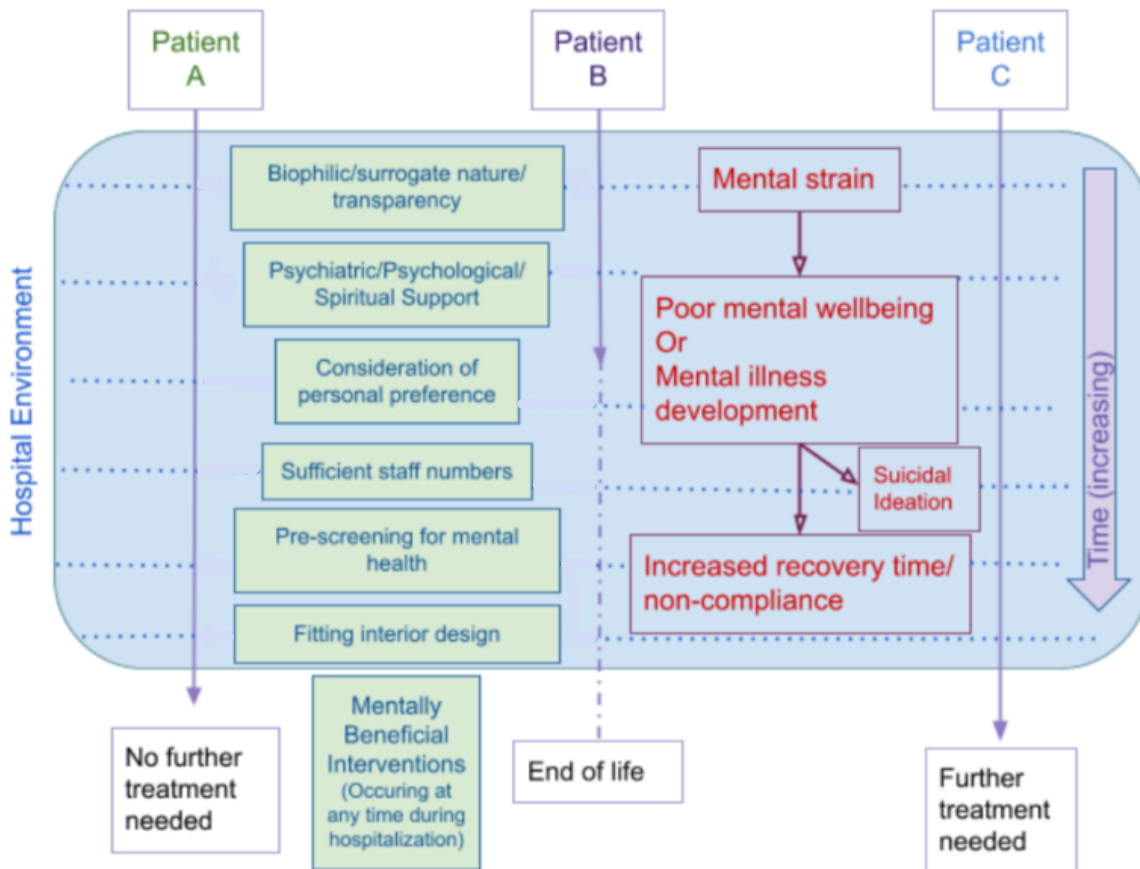 Patient
A
Patient
B
Patient
C
Hospital Environment
Biophilic/surrogate nature/
transparency
Psychiatric/Psychological/
Spiritual Support
Consideration of
personal preference
Sufficient staff numbers
Pre-screening for mental
health
Fitting interior design
Mentally
Beneficial
Interventions
(Occuring at
any time during
hospitalization)
Mental strain
Poor mental wellbeing
Or
Mental illness
development
Suicidal
Ideation
Increased recovery time/
non-compliance
Time (increasing)
No further
treatment
needed
End of life
Further
treatment
needed